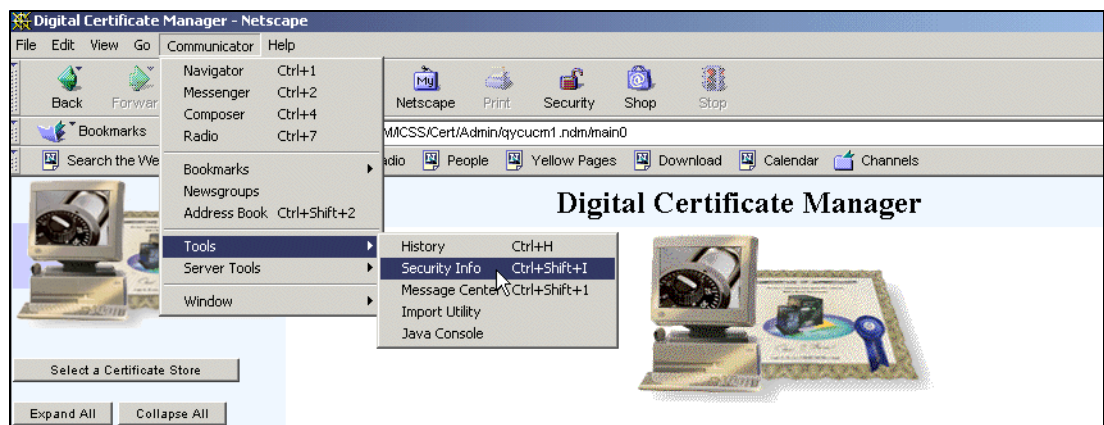 Digital Certificate Manager - Netscape
File Edit View Go Communicator Help
Back Forwar Netscape Print Security Shop Stop
My
Bookmarks M/ICSS/Cert/Admin/qycucm1.ndm/main0
Search the We adio People Yellow Pages Download Calendar Channels
Navigator Ctrl+1
Messenger Ctrl+2
Composer Ctrl+4
Radio Ctrl+7
Bookmarks
Newsgroups
Address Book Ctrl+Shift+2
Tools
Server Tools
Window
History Ctrl+H
Security Info Ctrl+Shift+I
Message Center Ctrl+Shift+1
Import Utility
Java Console
Digital Certificate Manager
Select a Certificate Store
Expand All Collapse All